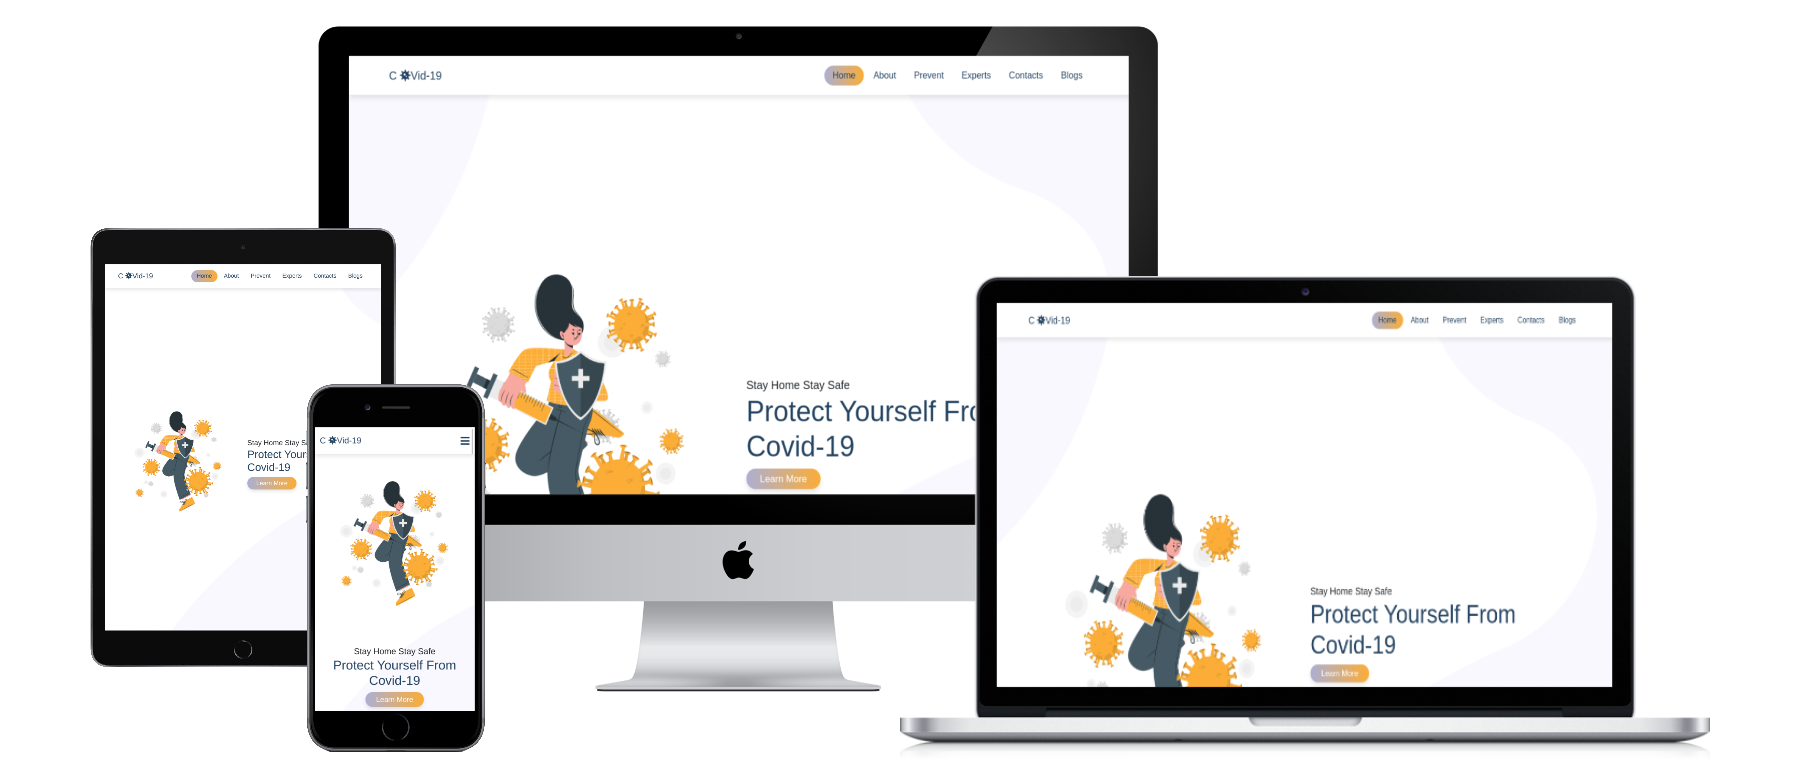 C Vid-19
Home About Prevent Experts Contacts Blogs
Stay Home Stay Safe
Protect Yourself Fro
Covid-19
Learn More
C Vid-19
Home About Prevent Experts Contacts Blogs
Stay Home Stay S
Protect Your
Covid-19
Learn More
C Vid-19
Stay Home Stay Safe
Protect Yourself From
Covid-19
Learn More
C Vid-19
Home About Prevent Experts Contacts Blogs
Stay Home Stay Safe
Protect Yourself From
Covid-19
Learn More